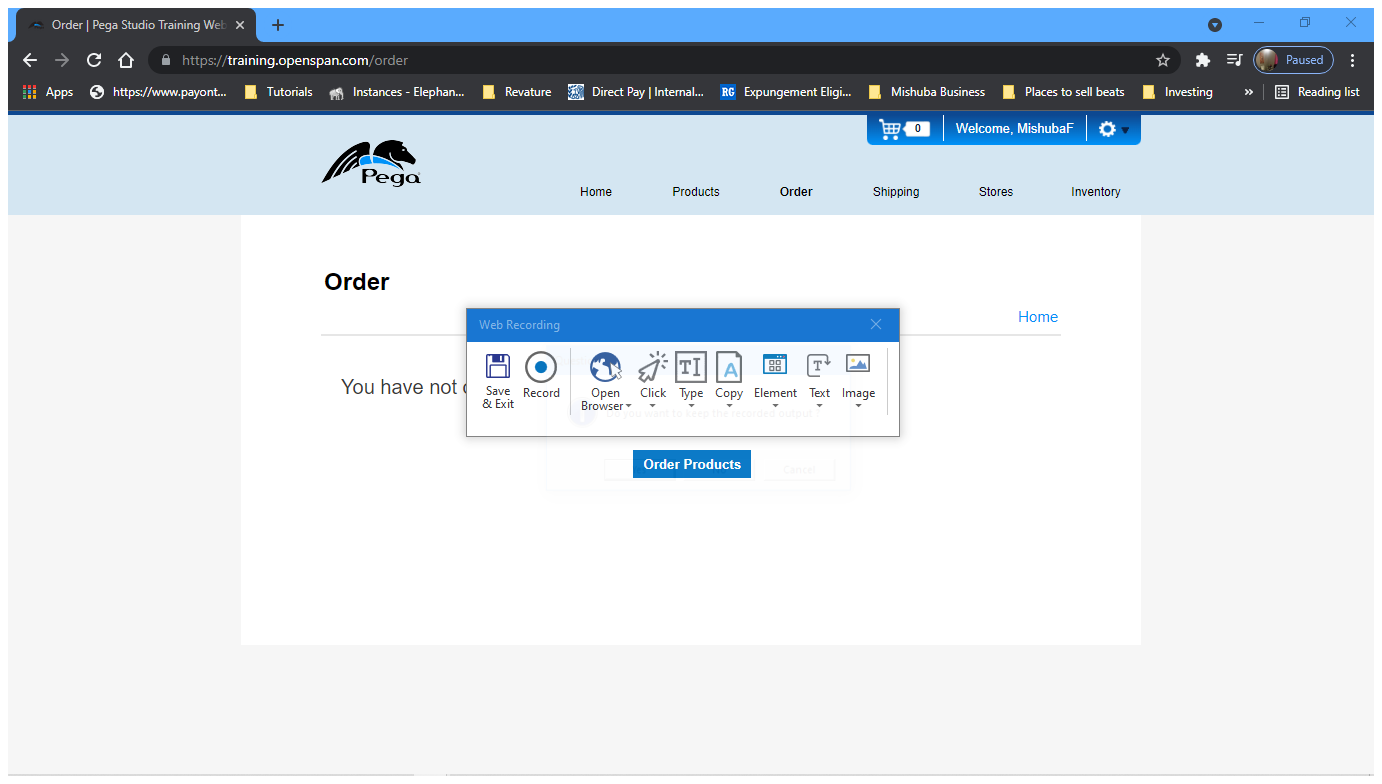 Order | Pega Studio Training Web
https://training.openspan.com/order
Paused
Apps
https://www.payont...
Tutorials
Instances - Elephan...
Revature
Direct Pay | Internal...
RG Expungement Eligi...
Mishuba Business
Places to sell beats
Investing
»
Reading list
0
Welcome, MishubaF
Pega
Home
Products
Order
Shipping
Stores
Inventory
Order
Home
Web Recording
You have not
Save
& Exit
Record
Open
Browser
Click
Type
Copy
Element
Text
Image
you want to keep the recorded output?
Order Products
Cancel